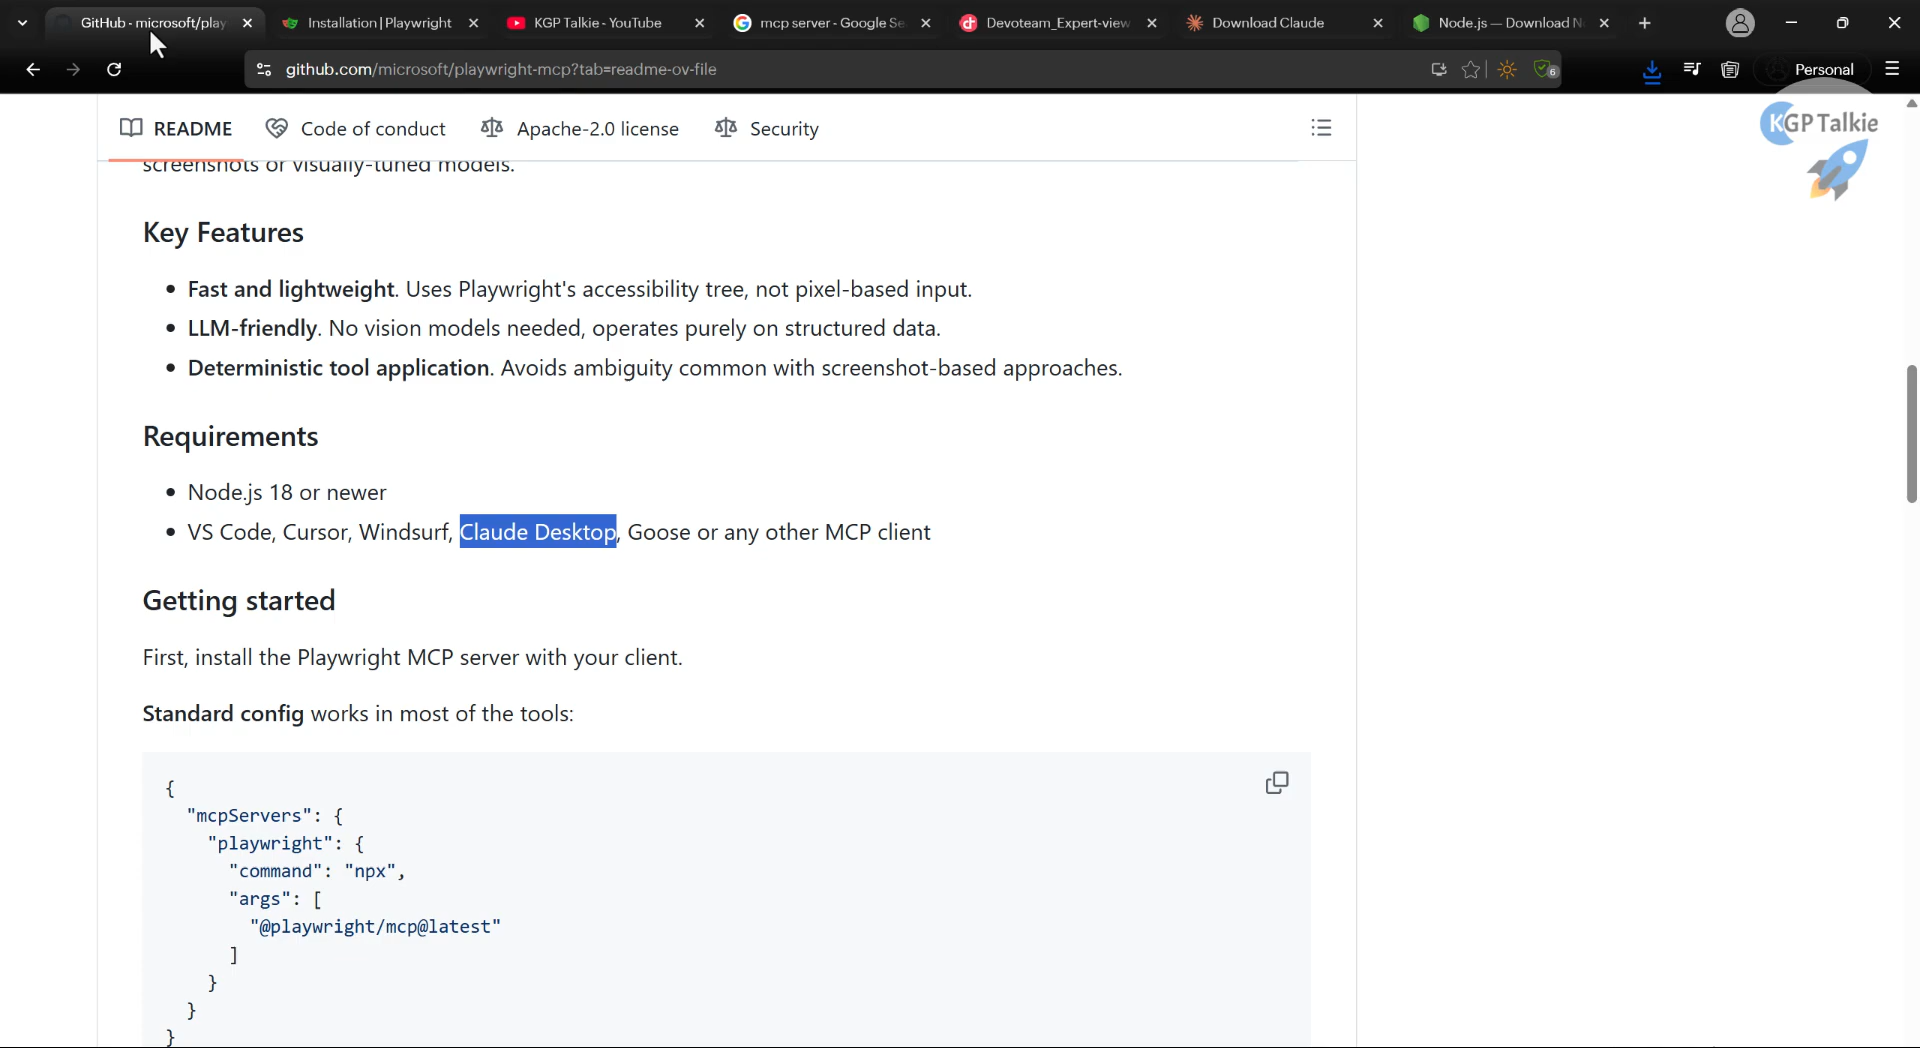 GitHub - microsoft/play
Installation | Playwright
KGP Talkie - YouTube
mcp server - Google Se
Devoteam_Expert-view
Download Claude
Node.js — Download N
github.com/microsoft/playwright-mcp?tab=readme-ov-file
6
Personal
README
Code of conduct
Apache-2.0 license
Security
KGP Talkie
screenshots or visually-tuned models.
Key Features
• Fast and lightweight. Uses Playwright's accessibility tree, not pixel-based input.
• LLM-friendly. No vision models needed, operates purely on structured data.
• Deterministic tool application. Avoids ambiguity common with screenshot-based approaches.
Requirements
• Node.js 18 or newer
• VS Code, Cursor, Windsurf, Claude Desktop, Goose or any other MCP client
Getting started
First, install the Playwright MCP server with your client.
Standard config works in most of the tools:
{
"mcpServers": {
"playwright": {
"command": "npx",
"args": [
"@playwright/mcp@latest"
]
}
}
}